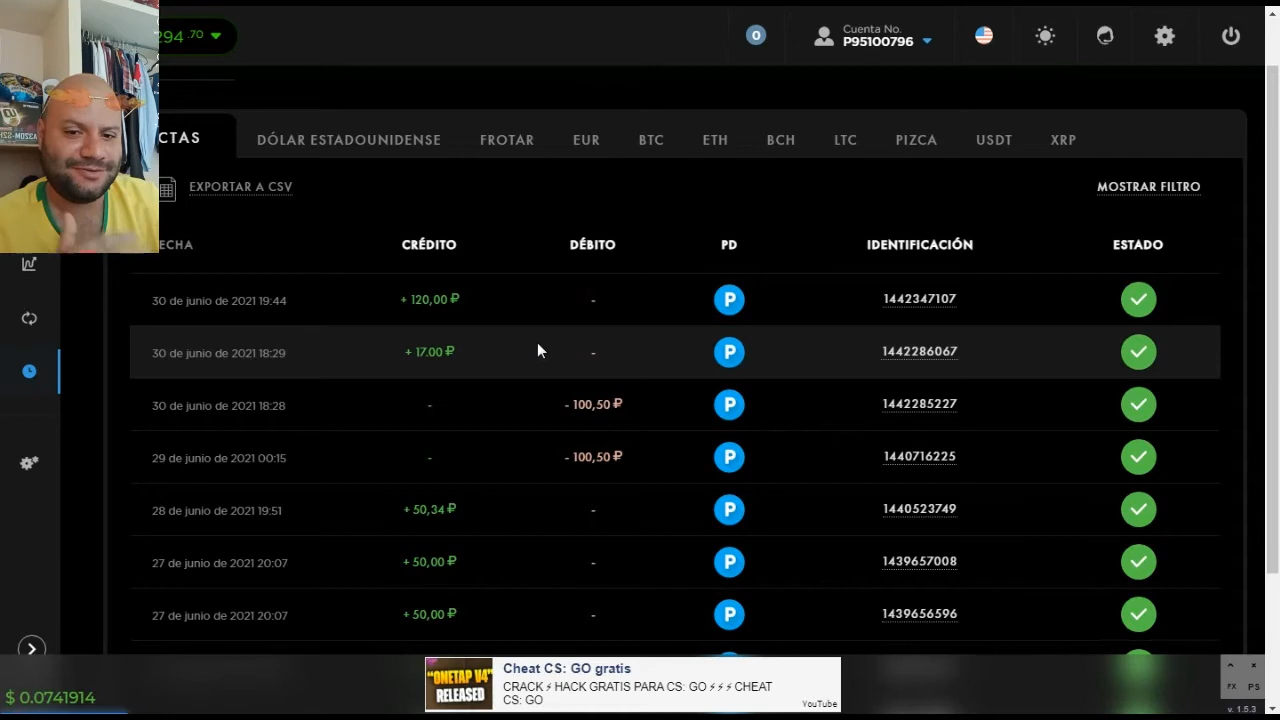 294 .70
0
Cuenta No.
P95100796
CTAS
DÓLAR ESTADOUNIDENSE FROTAR EUR BTC ETH BCH LTC PIZCA USDT XRP
EXPORTAR A CSV
MOSTRAR FILTRO
ECHA CRÉDITO DÉBITO PD IDENTIFICACIÓN ESTADO
30 de junio de 2021 19:44 + 120,00 ₽ - P 1442347107
30 de junio de 2021 18:29 + 17.00 ₽ - P 1442286067
30 de junio de 2021 18:28 - - 100,50 ₽ P 1442285227
29 de junio de 2021 00:15 - - 100,50 ₽ P 1440716225
28 de junio de 2021 19:51 + 50,34 ₽ - P 1440523749
27 de junio de 2021 20:07 + 50,00 ₽ - P 1439657008
27 de junio de 2021 20:07 + 50,00 ₽ - P 1439656596
$ 0.0741914
"ONETAP V4"
RELEASED
Cheat CS: GO gratis
CRACK ⚡ HACK GRATIS PARA CS: GO ⚡⚡⚡ CHEAT
CS: GO
YouTube
FX PS
v. 1.5.3